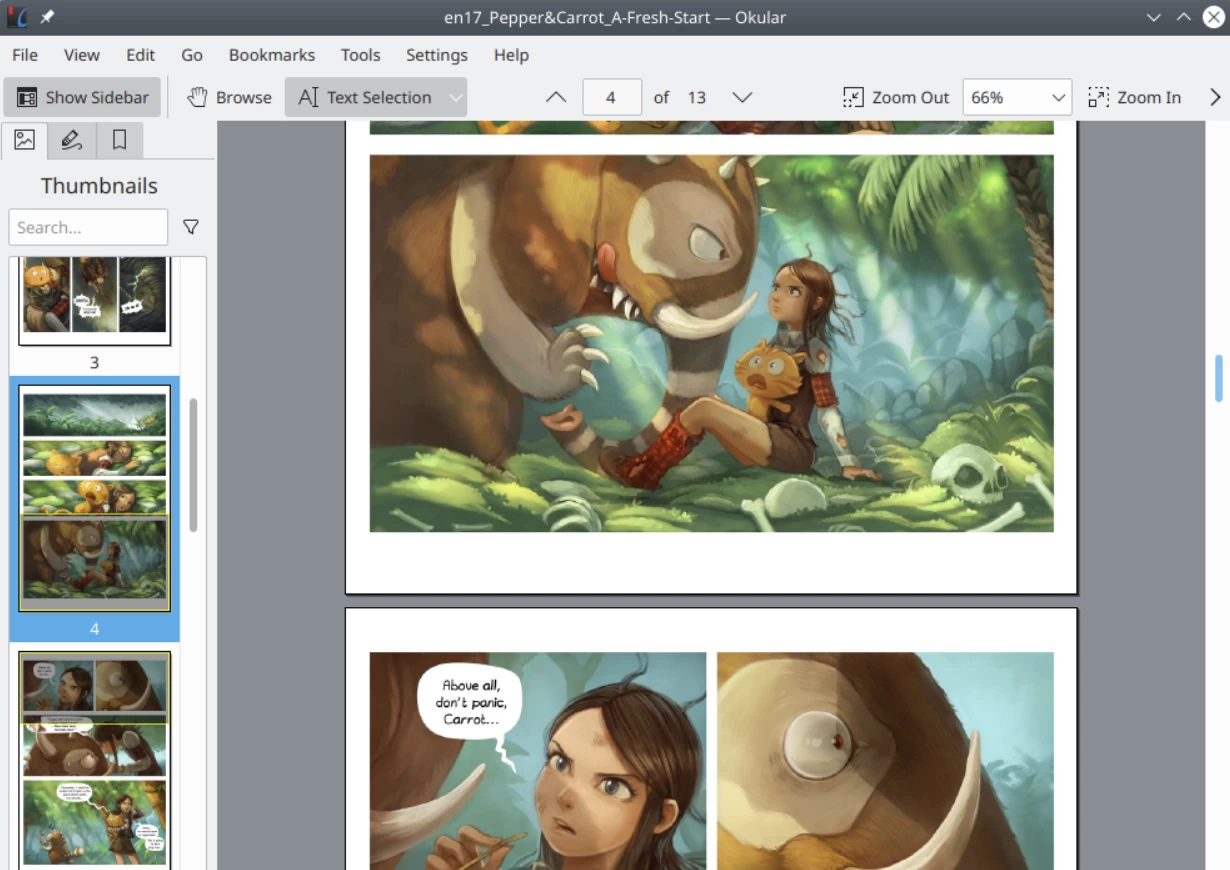 en17_Pepper&Carrot_A-Fresh-Start — Okular
File View Edit Go Bookmarks Tools Settings Help
Show Sidebar Browse Text Selection 4 of 13 Zoom Out 66% Zoom In
Thumbnails
Search...
3
4
Above all,
don't panic,
Carrot...